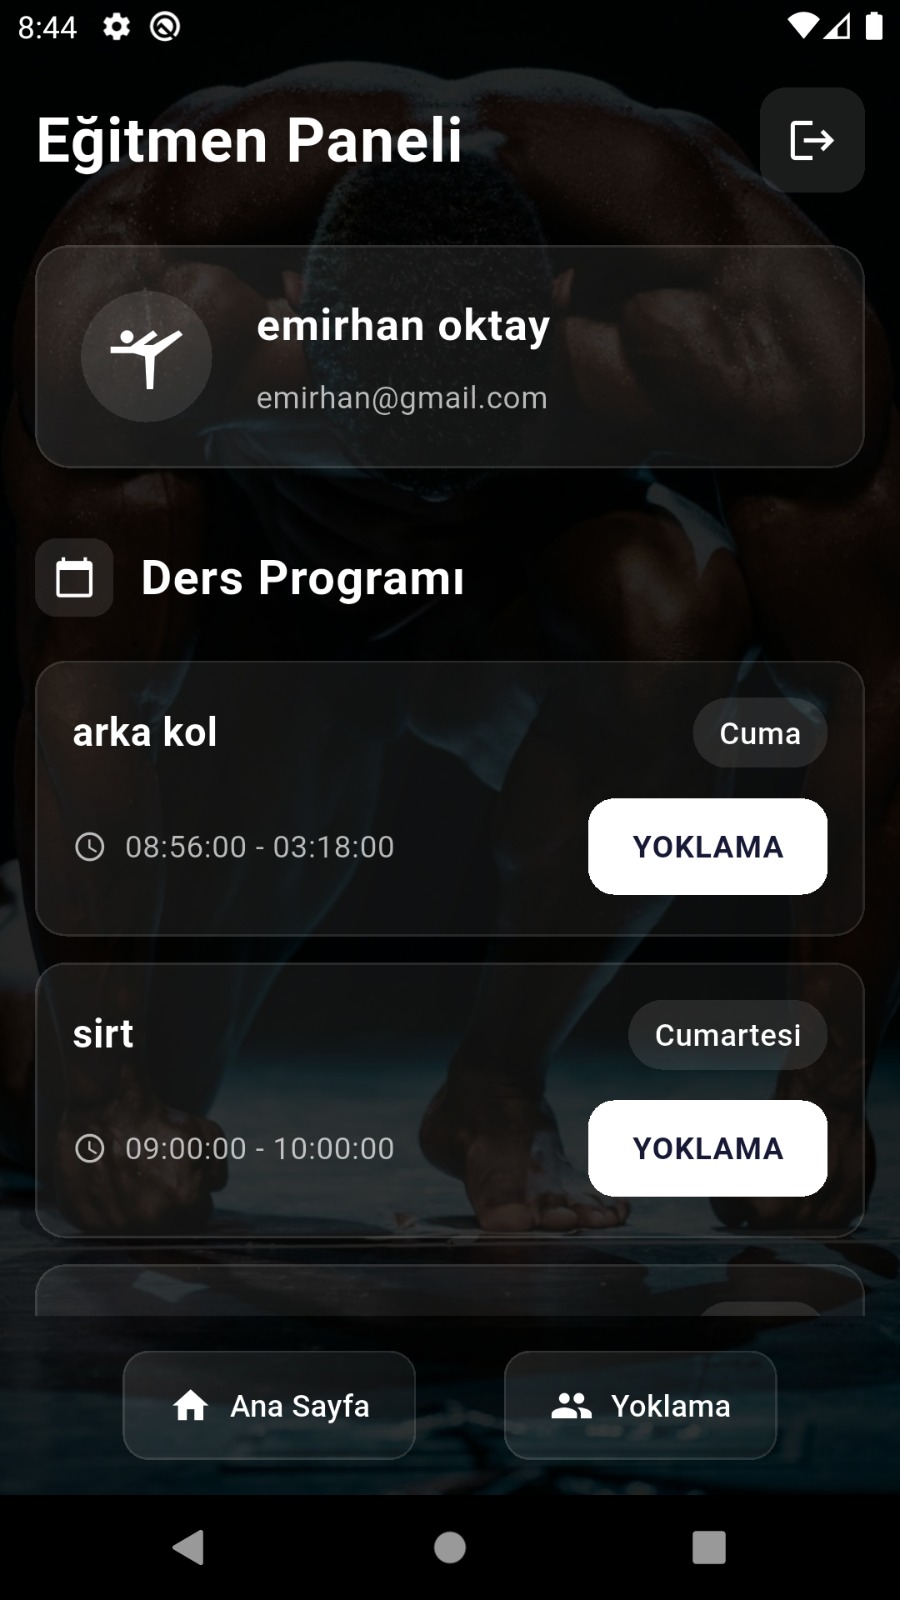 8:44
Eğitmen Paneli
emirhan oktay
emirhan@gmail.com
Ders Programı
arka kol
Cuma
08:56:00 - 03:18:00
YOKLAMA
sirt
Cumartesi
09:00:00 - 10:00:00
YOKLAMA
Ana Sayfa
Yoklama